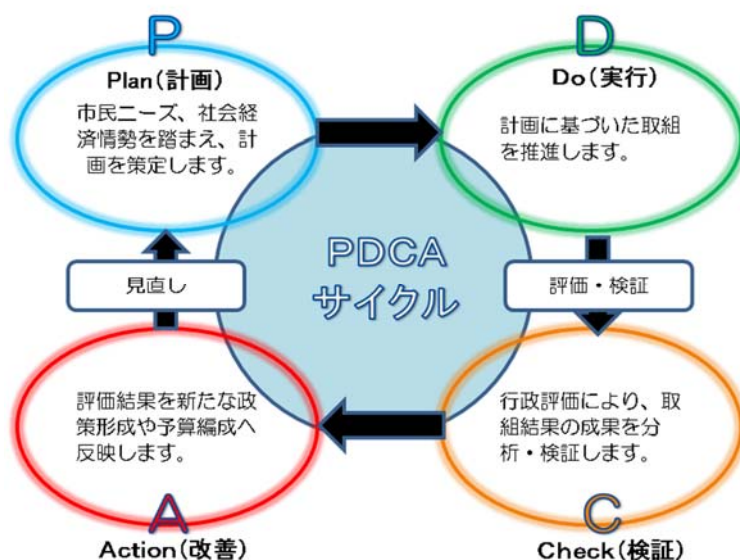 P
Plan(計画)
市民ニーズ、社会経
済情勢を踏まえ、計
画を策定します。
D
Do(実行)
計画に基づいた取組
を推進します。
PDCA
サイクル
見直し
評価・検証
評価結果を新たな政
策形成や予算編成へ
反映します。
A
Action(改善)
行政評価により、取
組結果の成果を分
析・検証します。
C
Check(検証)